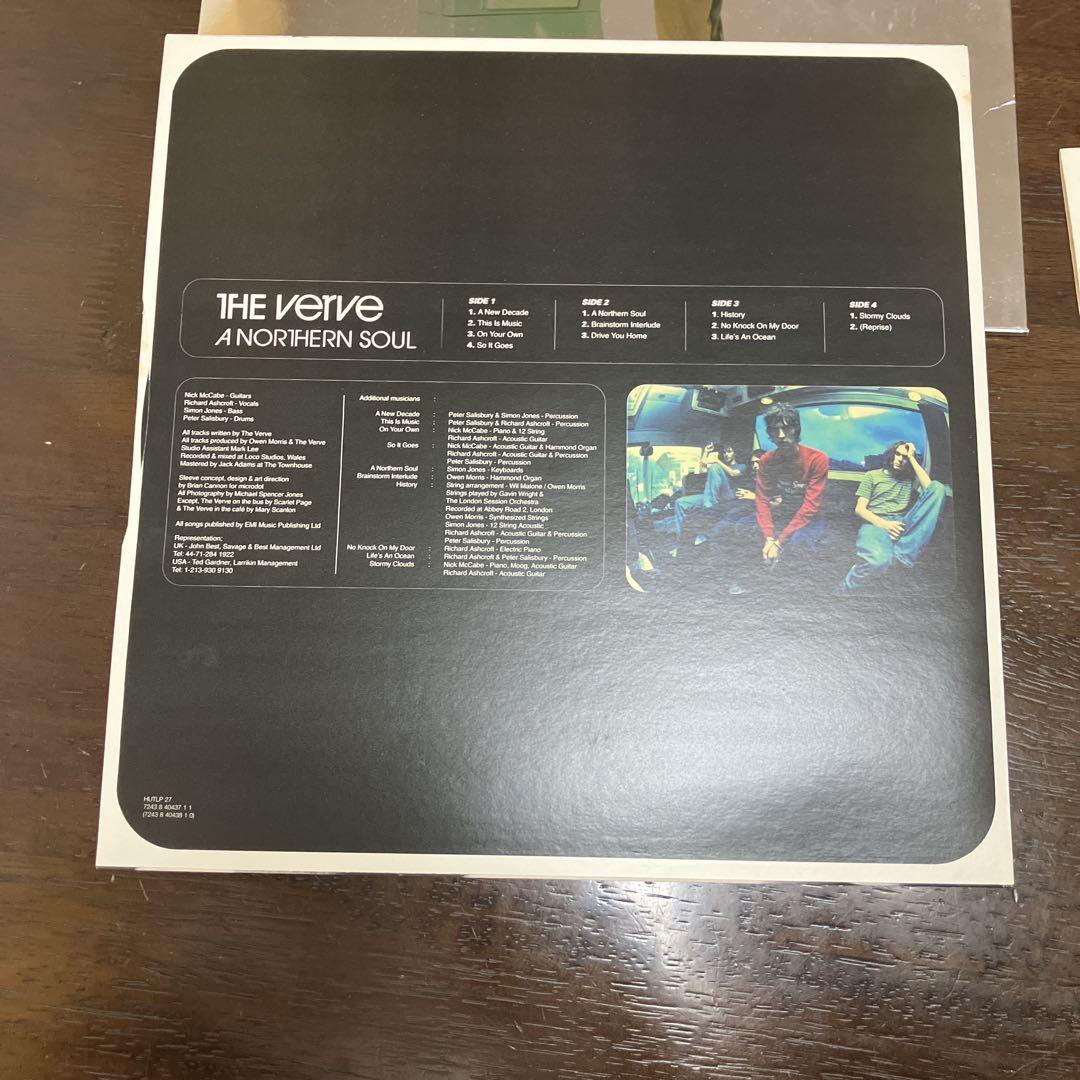 THE verve
A NORTHERN SOUL
SIDE 1
1. A New Decade
2. This Is Music
3. On Your Own
4. So It Goes
SIDE 2
1. A Northern Soul
2. Brainstorm Interlude
3. Drive You Home
SIDE 3
1. History
2. No Knock On My Door
3. Life's An Ocean
SIDE 4
1. Stormy Clouds
2. (Reprise)
Nick McCabe - Guitars
Richard Ashcroft - Vocals
Simon Jones - Bass
Peter Salisbury - Drums
All tracks written by The Verve
All tracks produced by Owen Morris & The Verve
Studio Assistant Mark Lee
Recorded & mixed at Loco Studios, Wales
Mastered by Jack Adams at The Townhouse
Sleeve concept, design & art direction
by Brian Cannon for microdot
All Photography by Michael Spencer Jones
Except, The Verve on the bus by Scarlet Page
& The Verve in the café by Mary Scanlon
All songs published by EMI Music Publishing Ltd
Representation:
UK - John Best, Savage & Best Management Ltd
Tel: 44-71-284 1922
USA - Ted Gardner, Larrikin Management
Tel: 1-213-930 9130
Additional musicians :
A New Decade : Peter Salisbury & Simon Jones - Percussion
This Is Music : Peter Salisbury & Richard Ashcroft - Percussion
On Your Own : Nick McCabe - Piano & 12 String
Richard Ashcroft - Acoustic Guitar
So It Goes : Nick McCabe - Acoustic Guitar & Hammond Organ
Richard Ashcroft - Acoustic Guitar & Percussion
Peter Salisbury - Percussion
A Northern Soul : Simon Jones - Keyboards
Brainstorm Interlude : Owen Morris - Hammond Organ
History : String arrangement - Wil Malone / Owen Morris
Strings played by Gavin Wright &
The London Session Orchestra
Recorded at Abbey Road 2, London
Owen Morris - Synthesized Strings
Simon Jones - 12 String Acoustic
Richard Ashcroft - Acoustic Guitar & Percussion
Peter Salisbury - Percussion
No Knock On My Door : Richard Ashcroft - Electric Piano
Life's An Ocean : Richard Ashcroft & Peter Salisbury - Percussion
Stormy Clouds : Nick McCabe - Piano, Moog, Acoustic Guitar
Richard Ashcroft - Acoustic Guitar
HUTLP 27
7243 8 40437 1 1
(7243 8 40438 1 0)